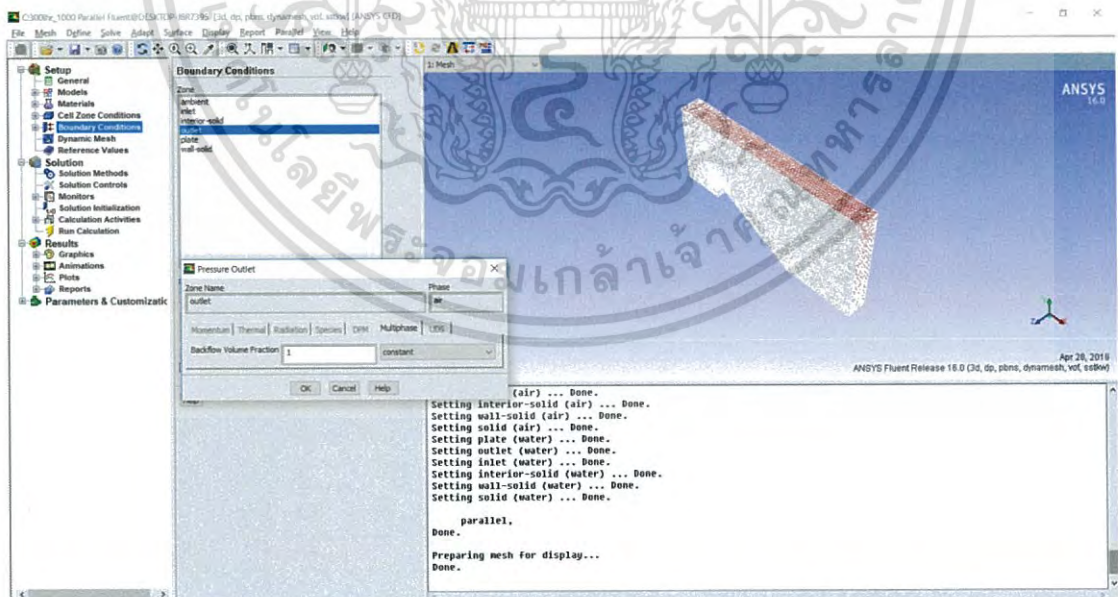 File Mesh Define Solve Adapt Surface Display Report Parallel View Help
Setup
General
Models
Materials
Cell Zone Conditions
Boundary Conditions
Dynamic Mesh
Reference Values
Solution
Solution Methods
Solution Controls
Monitors
Solution Initialization
Calculation Activities
Run Calculation
Results
Graphics
Animations
Plots
Reports
Parameters & Customizatic
Boundary Conditions
Zone
ambient
inlet
interior-solid
outlet
plate
wall-solid
Pressure Outlet
Zone Name
Phase
outlet
air
Momentum Thermal Radiation Species DPM Multiphase UDS
Backflow Volume Fraction 1 constant
OK Cancel Help
1: Mesh
ANSYS
16.0
Apr 28, 2016
ANSYS Fluent Release 16.0 (3d, dp, pbns, dynamesh, vof, sstkw)
(air) ... Done.
Setting interior-solid (air) ... Done.
Setting wall-solid (air) ... Done.
Setting solid (air) ... Done.
Setting plate (water) ... Done.
Setting outlet (water) ... Done.
Setting inlet (water) ... Done.
Setting interior-solid (water) ... Done.
Setting wall-solid (water) ... Done.
Setting solid (water) ... Done.
parallel,
Done.
Preparing mesh for display...
Done.